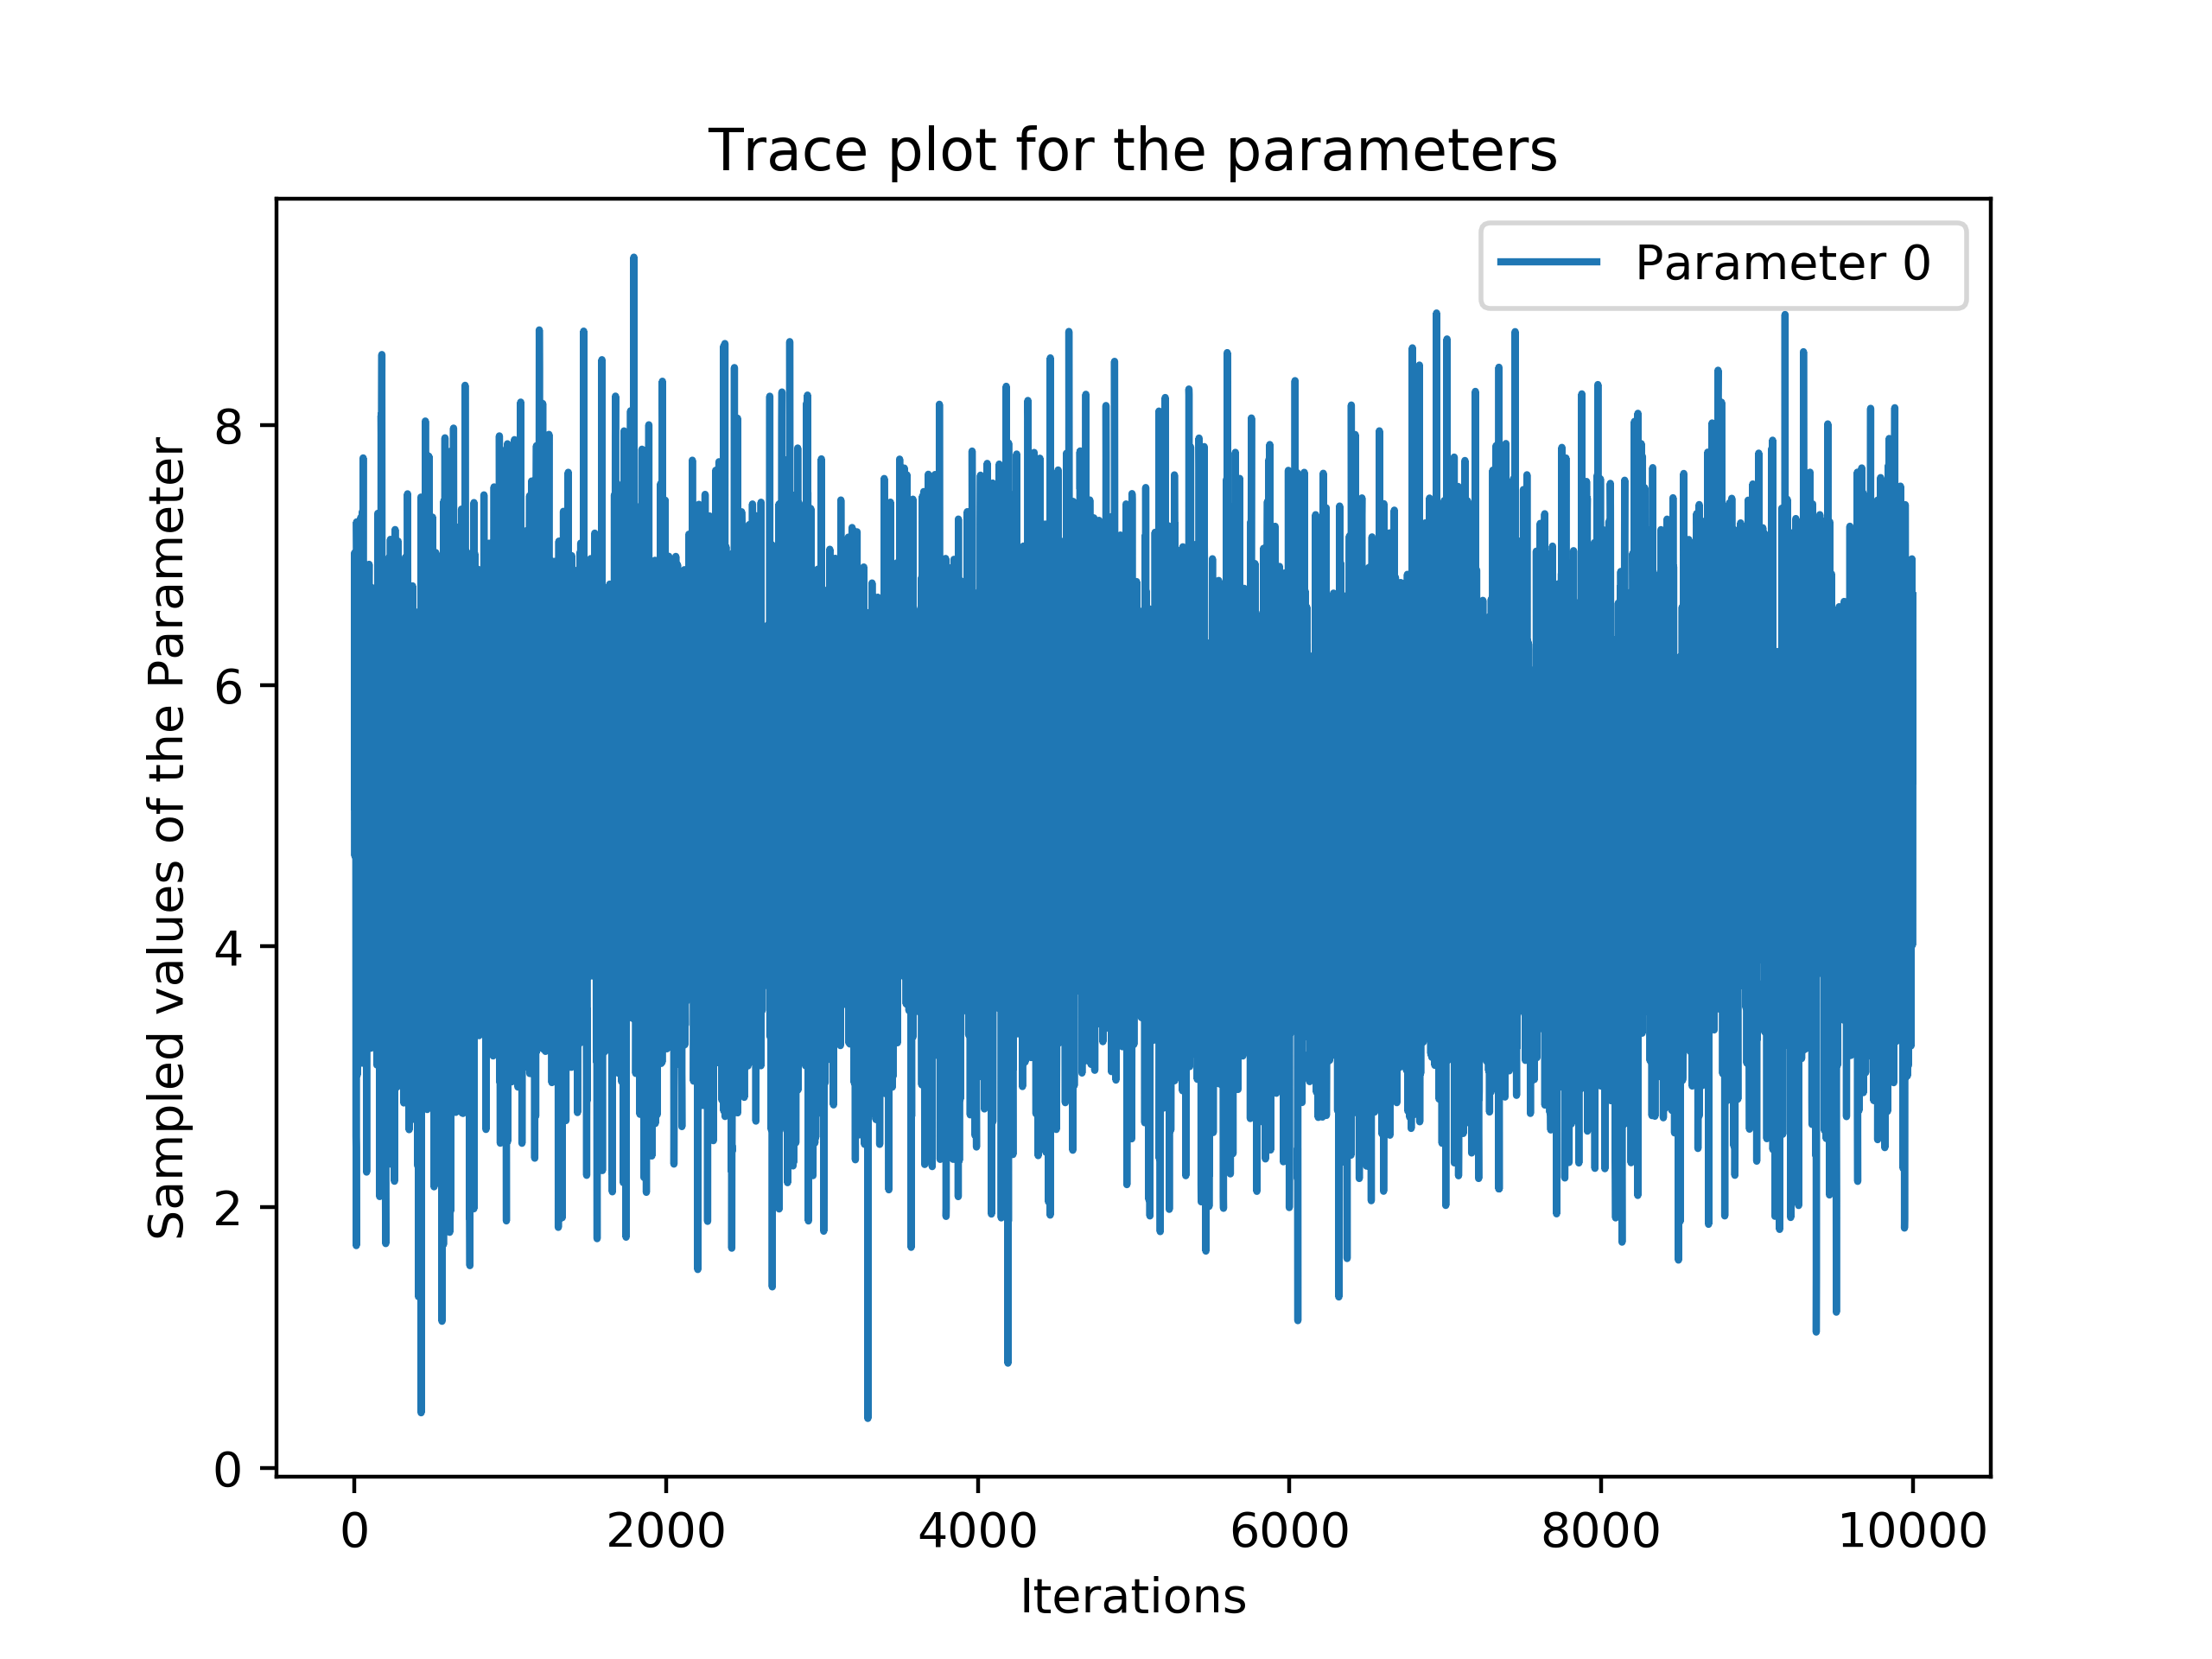 Trace plot for the parameters
Parameter 0
Sampled values of the Parameter
8
6
4
2
0
0 2000 4000 6000 8000 10000
Iterations